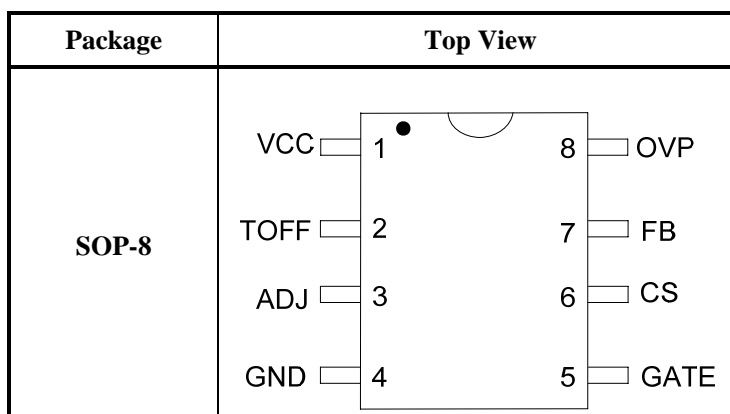 Package Top View
VCC 1 8 OVP
TOFF 2 7 FB
SOP-8
ADJ 3 6 CS
GND 4 5 GATE